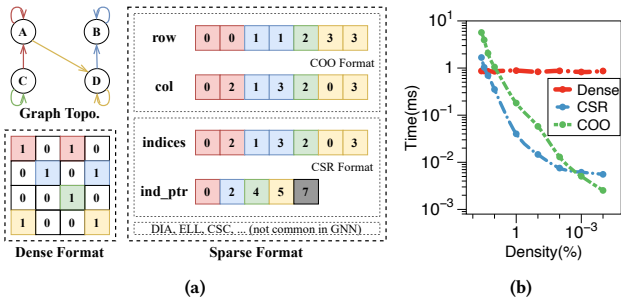 A
B
C
D
Graph Topo.
1 0 1 0
0 1 0 1
0 0 1 0
1 0 0 1
Dense Format
row 0 0 1 1 2 3 3
COO Format
col 0 2 1 3 2 0 3
indices 0 2 1 3 2 0 3
CSR Format
ind_ptr 0 2 4 5 7
DIA, ELL, CSC, ... (not common in GNN)
Sparse Format
(a)
Time(ms)
10¹
10⁰
10⁻¹
10⁻²
10⁻³
Dense
CSR
COO
1 10⁻³
Density(%)
(b)